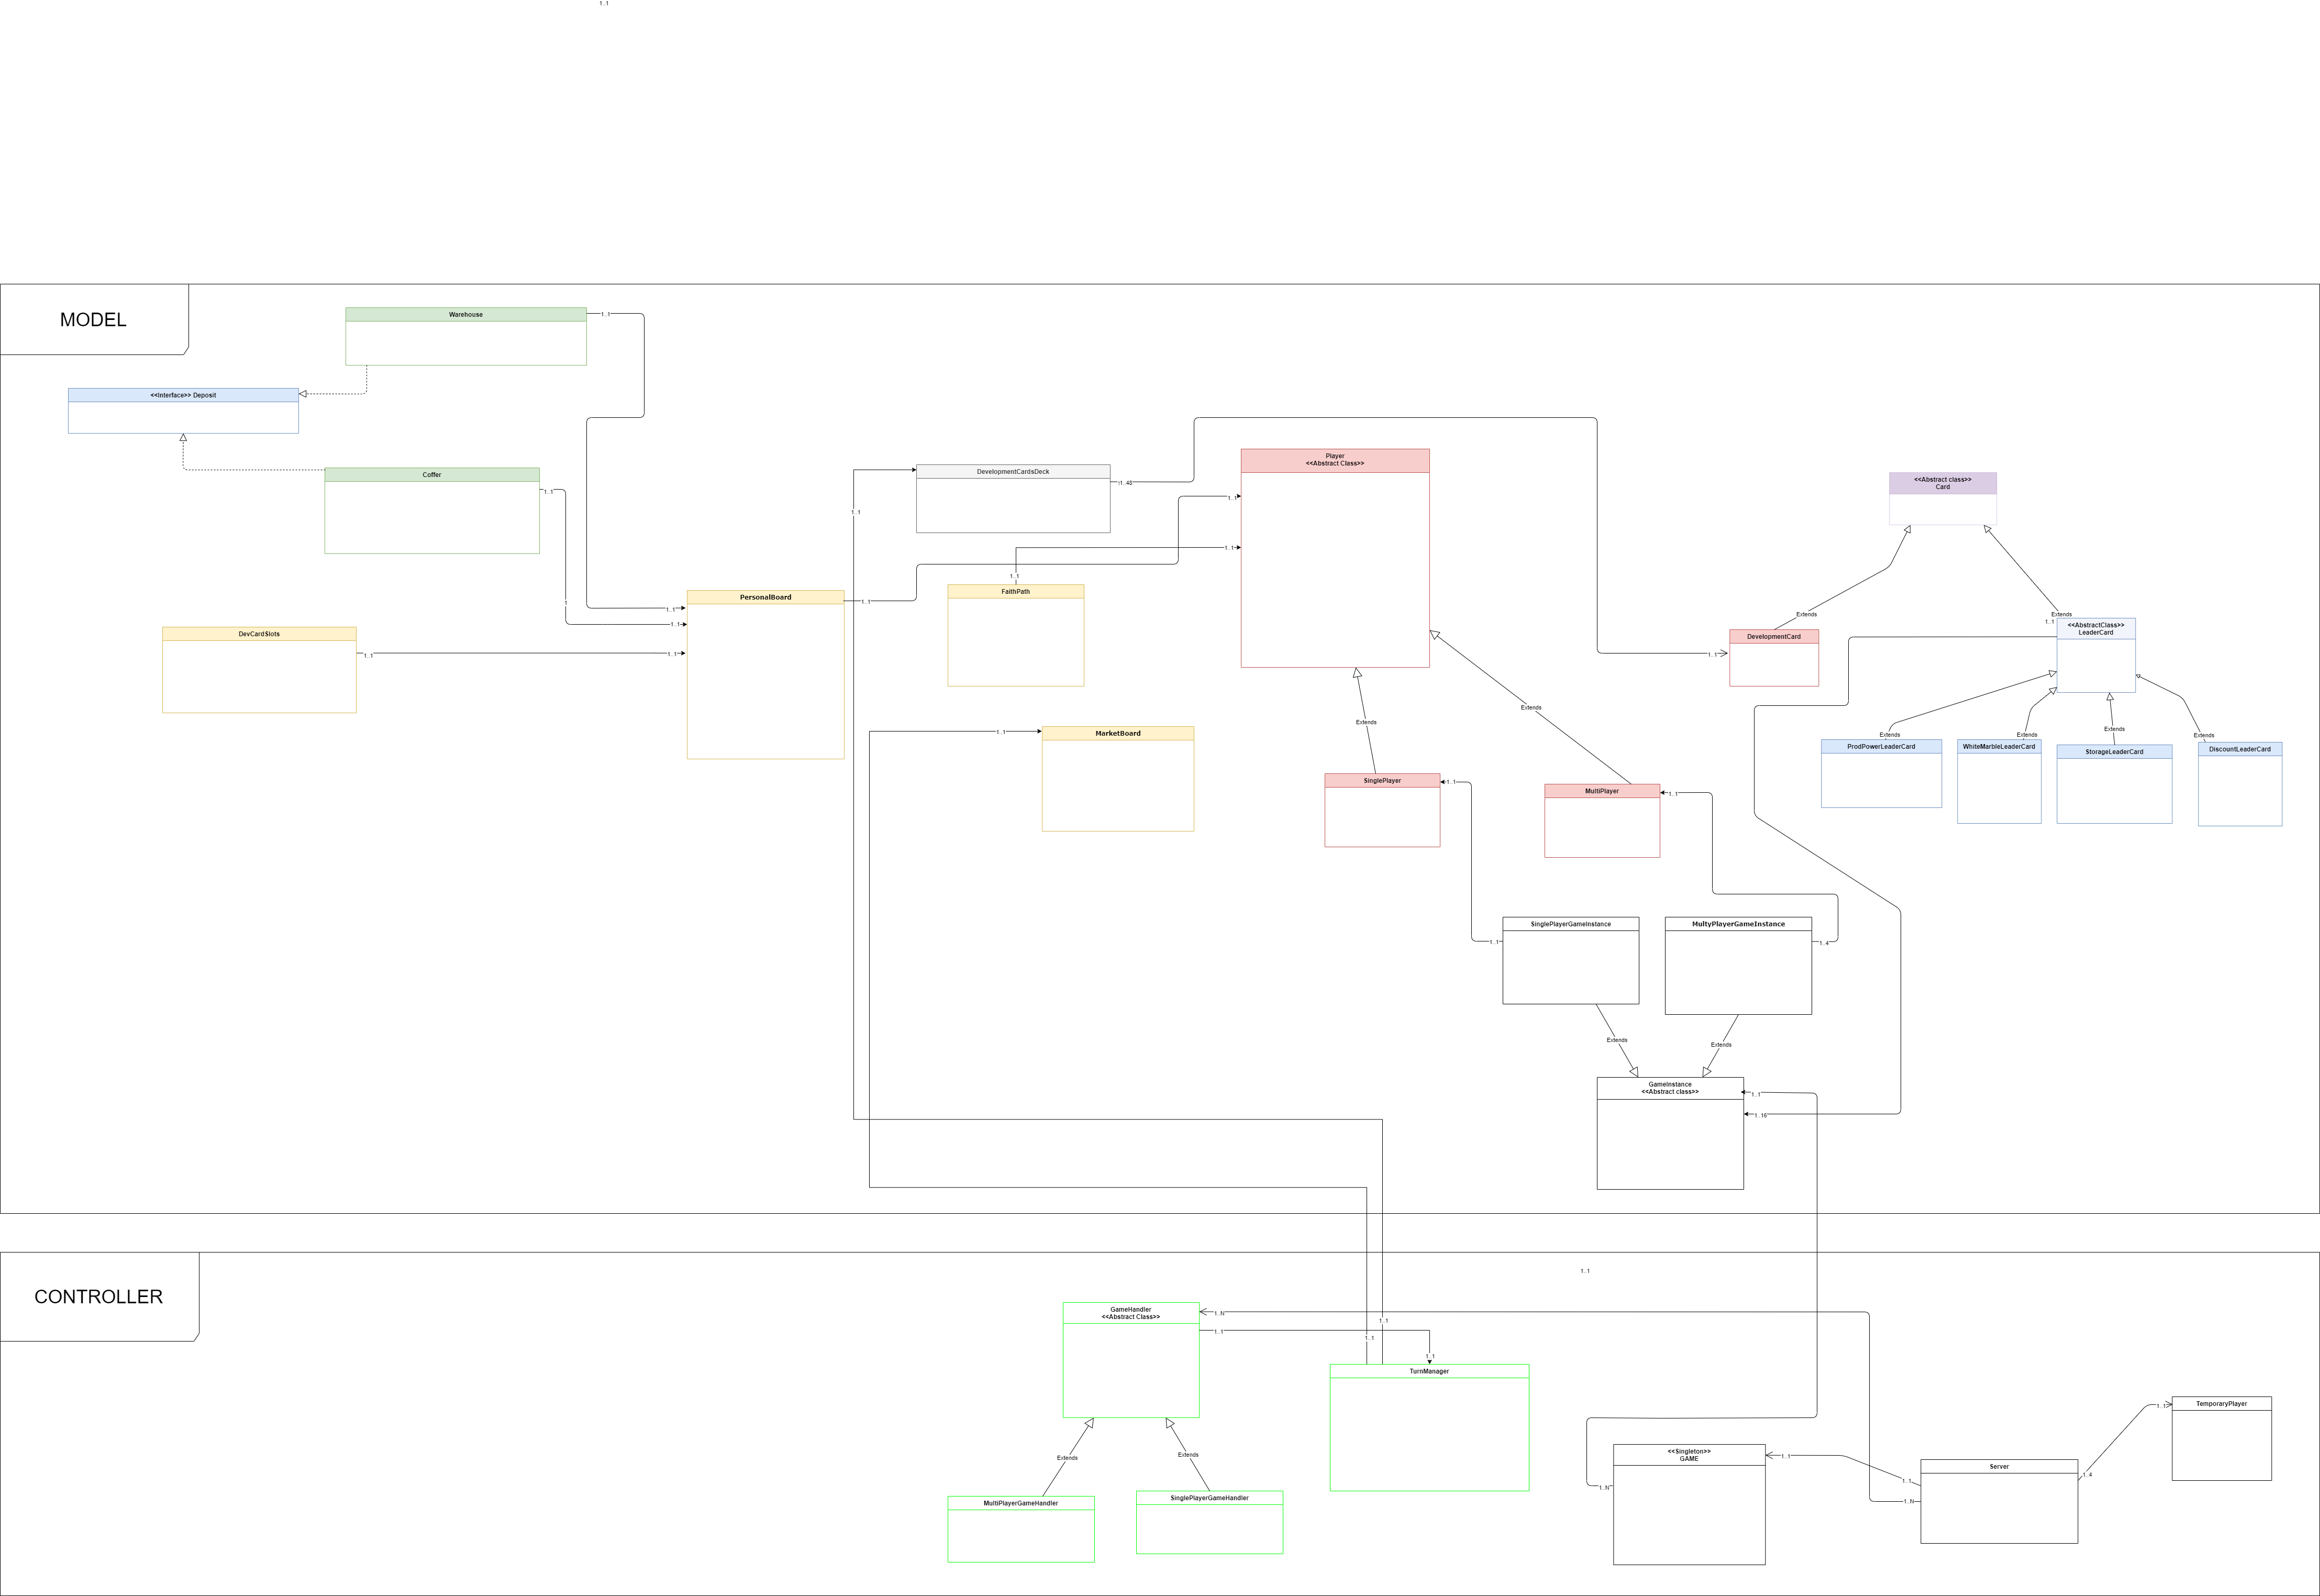 1..1
MODEL
Warehouse
1..1
<<Interface>> Deposit
Coffer
1..1
DevelopmentCardsDeck
1..48
1..1
Player
<<Abstract Class>>
1..1
1..1
<<Abstract class>>
Card
1..1
FaithPath
PersonalBoard
1..1
1..1
1
1..1
DevCardSlots
1..1
1..1
Extends
DevelopmentCard
1..1
Extends
1..1
<<AbstractClass>>
LeaderCard
Extends
Extends
Extends
Extends
Extends
Extends
ProdPowerLeaderCard
WhiteMarbleLeaderCard
StorageLeaderCard
DiscountLeaderCard
1..1
MarketBoard
SinglePlayer
1..1
MultiPlayer
1..1
SinglePlayerGameInstance
1..1
MultyPlayerGameInstance
1..4
Extends
Extends
GameInstance
<<Abstract class>>
1..1
1..16
CONTROLLER
1..1
GameHandler
<<Abstract Class>>
1..N
1..1
1..1
1..1
1..1
TurnManager
Extends
Extends
MultiPlayerGameHandler
SinglePlayerGameHandler
<<Singleton>>
GAME
1..N
1..1
1..1
1..N
Server
1..4
1..1
TemporaryPlayer